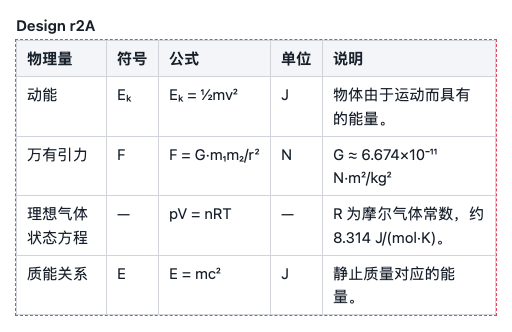 Design r2A
物理量 符号 公式 单位 说明
动能 Eₖ Eₖ = ½mv² J 物体由于运动而具有
的能量。
万有引力 F F = G·m₁m₂/r² N G ≈ 6.674×10⁻¹¹
N·m²/kg²
理想气体 — pV = nRT — R 为摩尔气体常数，约
状态方程 8.314 J/(mol·K)。
质能关系 E E = mc² J 静止质量对应的能
量。